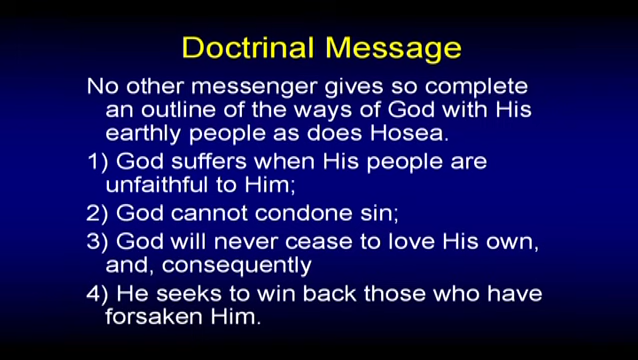 Doctrinal Message
No other messenger gives so complete
an outline of the ways of God with His
earthly people as does Hosea.
1) God suffers when His people are
unfaithful to Him;
2) God cannot condone sin;
3) God will never cease to love His own,
and, consequently
4) He seeks to win back those who have
forsaken Him.